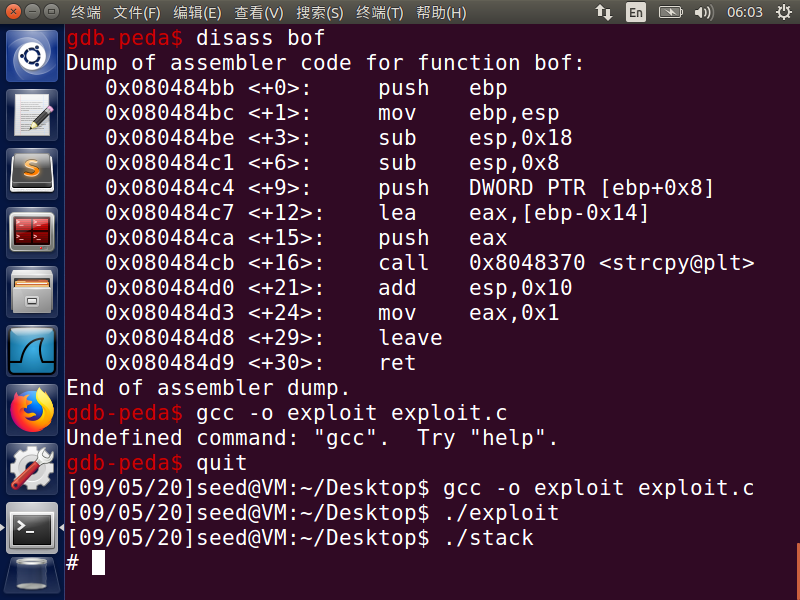 终端 文件(F) 编辑(E) 查看(V) 搜索(S) 终端(T) 帮助(H) En 06:03
gdb-peda$ disass bof
Dump of assembler code for function bof:
   0x080484bb <+0>:     push   ebp
   0x080484bc <+1>:     mov    ebp,esp
   0x080484be <+3>:     sub    esp,0x18
   0x080484c1 <+6>:     sub    esp,0x8
   0x080484c4 <+9>:     push   DWORD PTR [ebp+0x8]
   0x080484c7 <+12>:    lea    eax,[ebp-0x14]
   0x080484ca <+15>:    push   eax
   0x080484cb <+16>:    call   0x8048370 <strcpy@plt>
   0x080484d0 <+21>:    add    esp,0x10
   0x080484d3 <+24>:    mov    eax,0x1
   0x080484d8 <+29>:    leave
   0x080484d9 <+30>:    ret
End of assembler dump.
gdb-peda$ gcc -o exploit exploit.c
Undefined command: "gcc".  Try "help".
gdb-peda$ quit
[09/05/20]seed@VM:~/Desktop$ gcc -o exploit exploit.c
[09/05/20]seed@VM:~/Desktop$ ./exploit
[09/05/20]seed@VM:~/Desktop$ ./stack
#